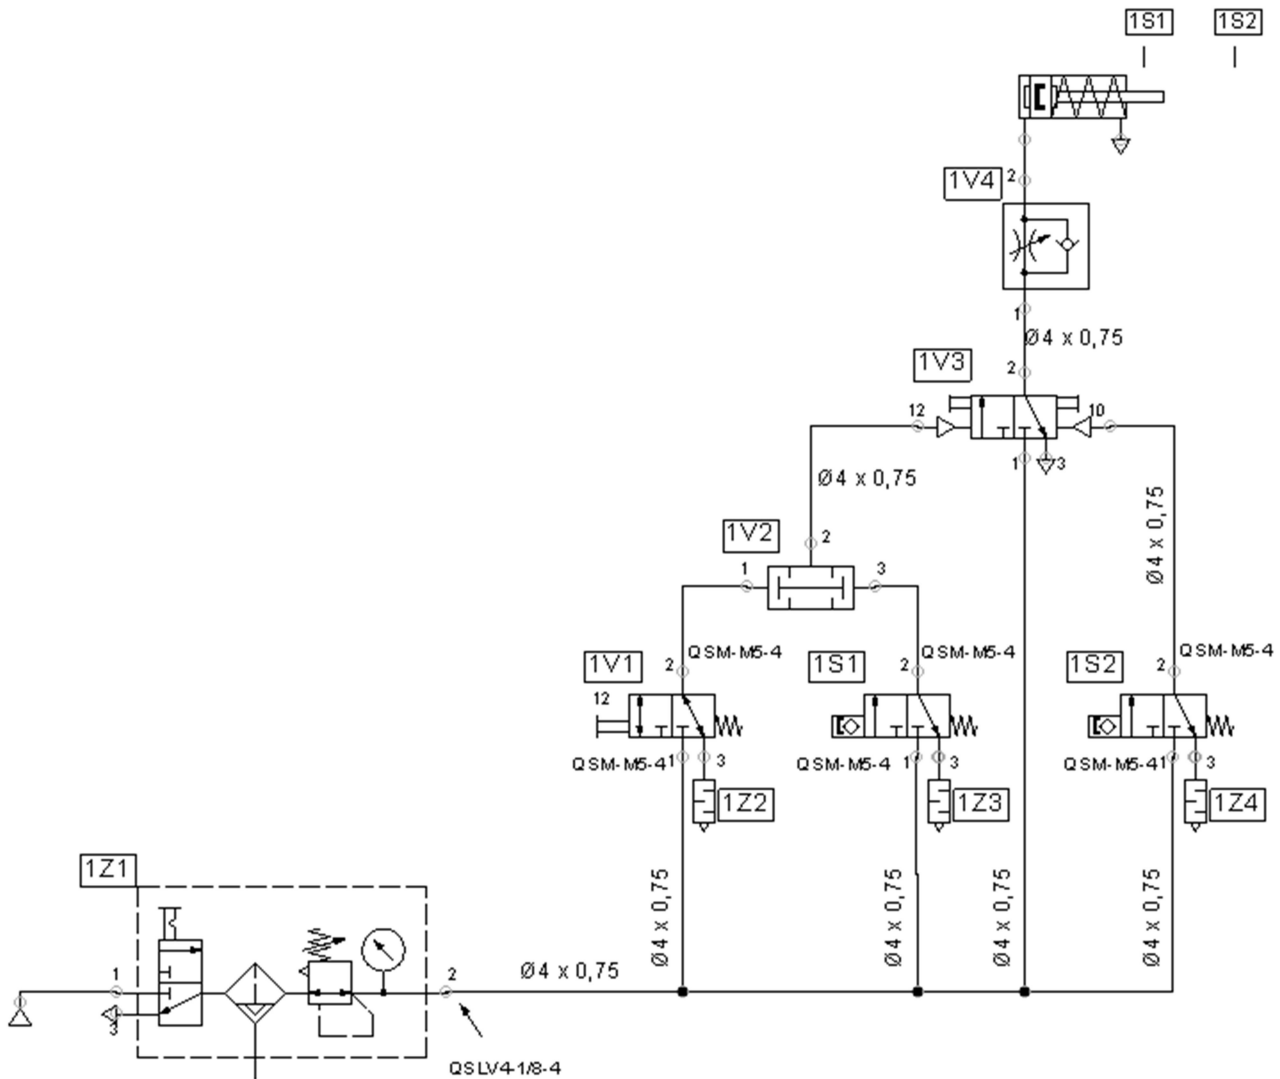 1S1
1S2
1V4
2
1
Ø4 x 0,75
1V3
2
12
10
1
3
Ø4 x 0,75
Ø4 x 0,75
1V2
2
1
3
1V1
2
QSM-M5-4
1S1
2
QSM-M5-4
1S2
2
QSM-M5-4
12
QSM-M5-4
1
3
QSM-M5-4
1
3
QSM-M5-4
1
3
1Z2
1Z3
1Z4
1Z1
Ø4 x 0,75
Ø4 x 0,75
Ø4 x 0,75
Ø4 x 0,75
1
3
2
Ø4 x 0,75
QSLV4-1/8-4